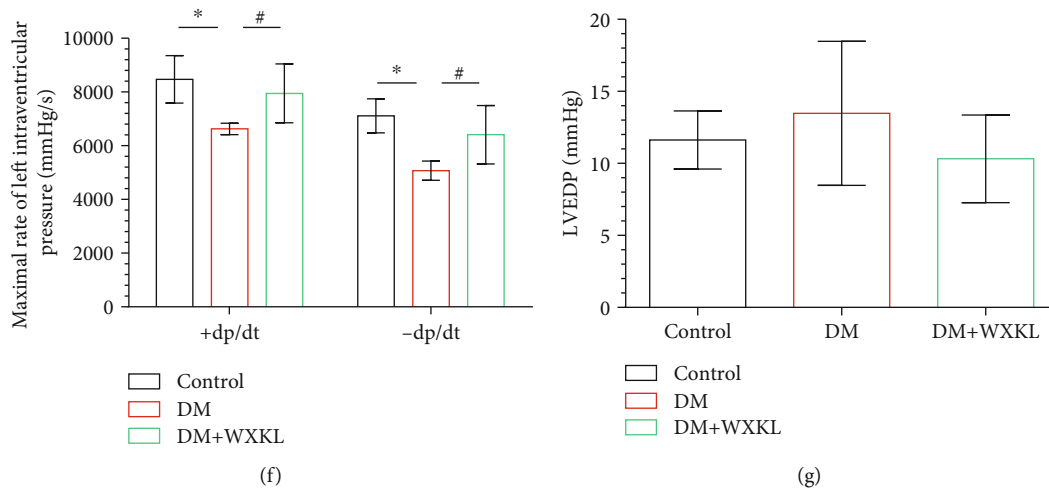 * # * #
Maximal rate of left intraventricular
pressure (mmHg/s)
10000
8000
6000
4000
2000
0
+dp/dt –dp/dt
Control
DM
DM+WXKL
(f)
LVEDP (mmHg)
20
15
10
5
0
Control DM DM+WXKL
Control
DM
DM+WXKL
(g)